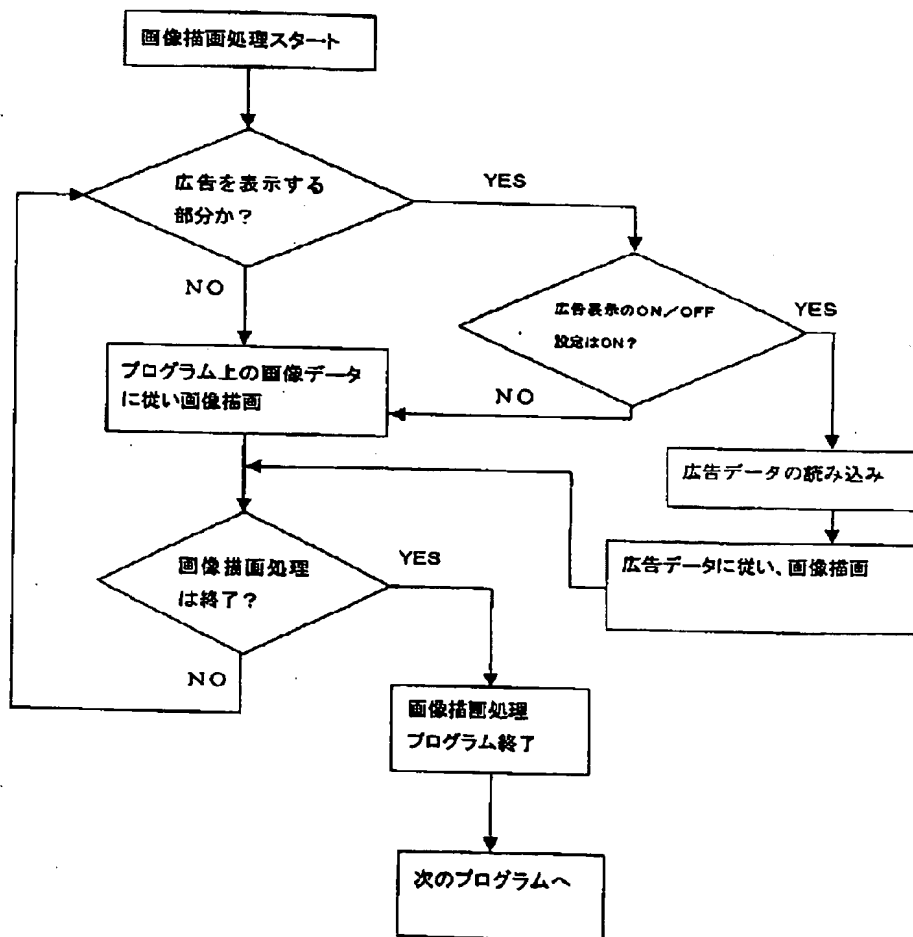 画像描画処理スタート
広告を表示する
部分か？
YES
NO
広告表示のON／OFF
設定はON？
YES
NO
プログラム上の画像データ
に従い画像描画
広告データの読み込み
広告データに従い、画像描画
画像描画処理
は終了？
YES
NO
画像描画処理
プログラム終了
次のプログラムへ